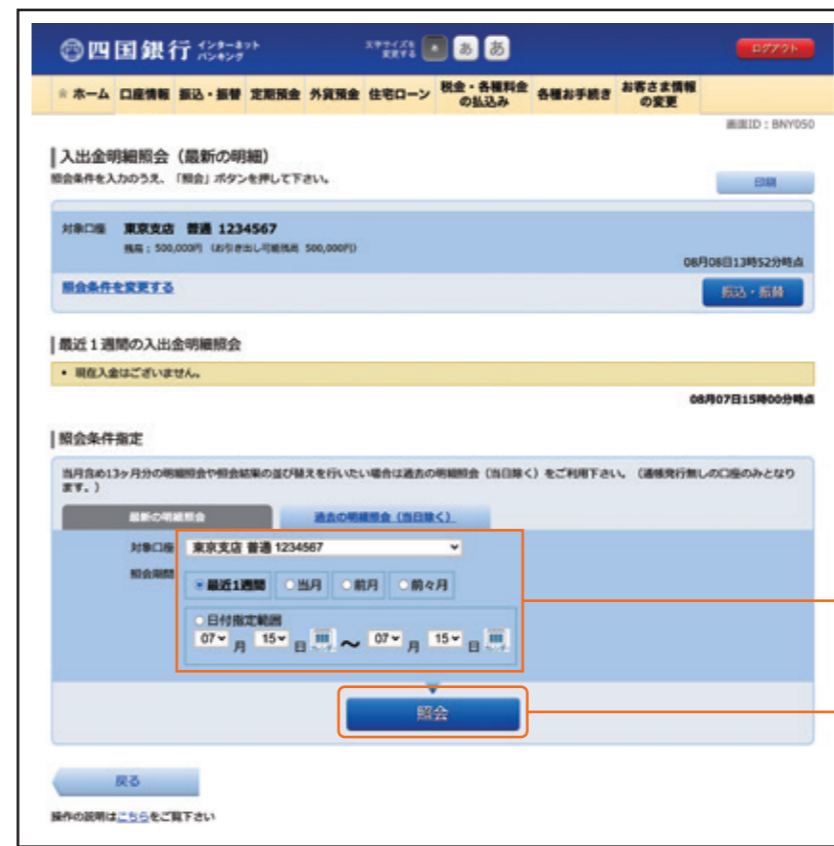 四国銀行 インターネットバンキング 文字サイズを変更する あ あ ログアウト
ホーム 口座情報 振込・振替 定期預金 外貨預金 住宅ローン 税金・各種料金の払込み 各種お手続き お客さま情報の変更
画面ID:BNY050
入出金明細照会(最新の明細)
照会条件を入力のうえ、「照会」ボタンを押して下さい。
印刷
対象口座 東京支店 普通 1234567
残高:500,000円(お引き出し可能残高 500,000円)
08月08日13時52分時点
照会条件を変更する
振込・振替
最近1週間の入出金明細照会
• 現在入金はございません。
08月07日15時00分時点
照会条件指定
当月含め13ヶ月分の明細照会や照会結果の並び替えを行いたい場合は過去の明細照会(当日除く)をご利用下さい。(通帳発行無しの口座のみとなり
ます。)
最新の明細照会 過去の明細照会(当日除く)
対象口座 東京支店 普通 1234567
照会期間
最近1週間 当月 前月 前々月
日付指定範囲
07 月 15 日 ~ 07 月 15 日
照会
戻る
操作の説明はこちらをご覧下さい